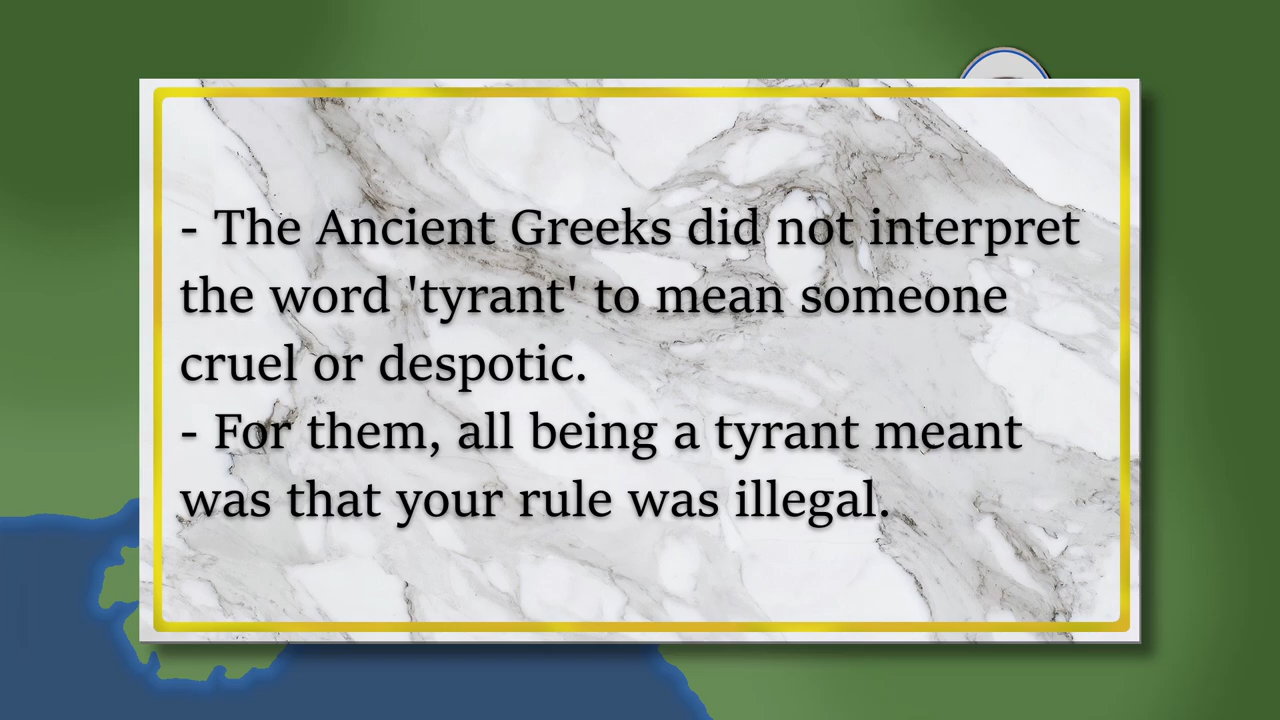 - The Ancient Greeks did not interpret
the word 'tyrant' to mean someone
cruel or despotic.
- For them, all being a tyrant meant
was that your rule was illegal.